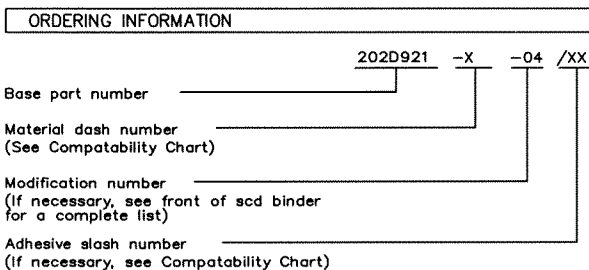 ORDERING INFORMATION
202D921 -X -04 /XX
Base part number
Material dash number
(See Compatability Chart)
Modification number
(If necessary, see front of scd binder
for a complete list)
Adhesive slash number
(If necessary, see Compatability Chart)